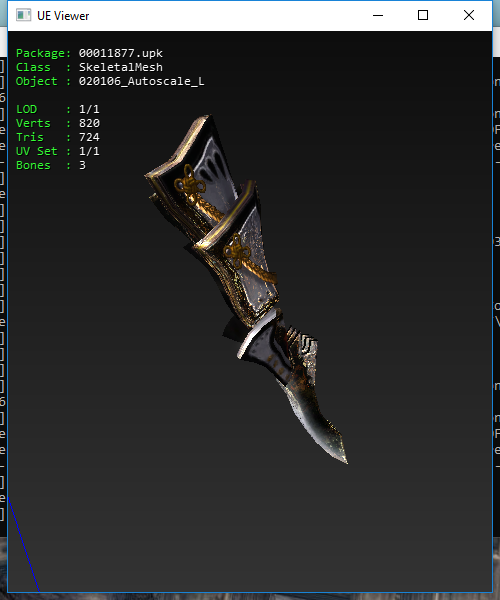 UE Viewer
Package: 00011877.upk
Class : SkeletalMesh
Object : 020106_Autoscale_L
LOD : 1/1
Verts : 820
Tris : 724
UV Set : 1/1
Bones : 3